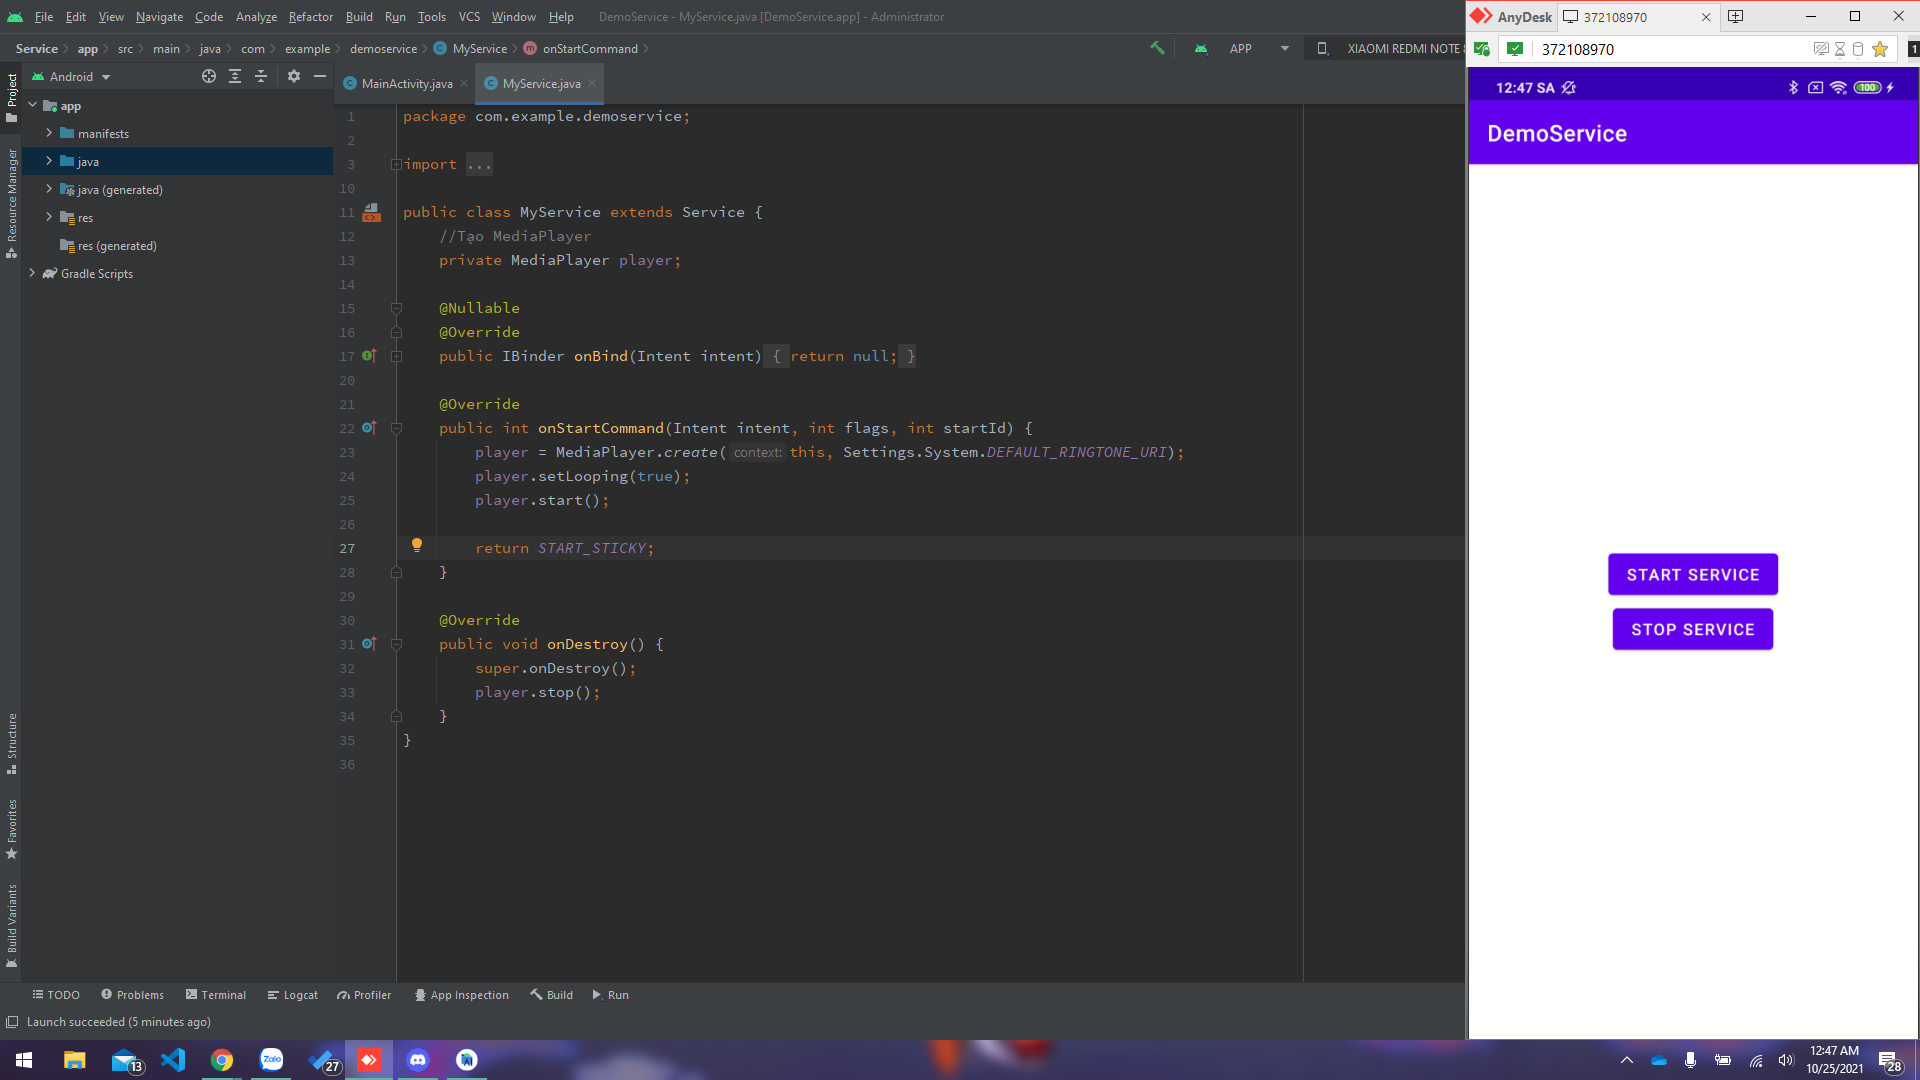 File Edit View Navigate Code Analyze Refactor Build Run Tools VCS Window Help DemoService - MyService.java [DemoService.app] - Administrator
Service app src main java com example demoservice MyService onStartCommand APP XIAOMI REDMI NOTE 8
Android
MainActivity.java MyService.java
Project
Resource Manager
Structure
Favorites
Build Variants
app
manifests
java
java (generated)
res
res (generated)
Gradle Scripts
1 package com.example.demoservice;
2
3 import ...
10
11 public class MyService extends Service {
12 //Tạo MediaPlayer
13 private MediaPlayer player;
14
15 @Nullable
16 @Override
17 public IBinder onBind(Intent intent) { return null; }
20
21 @Override
22 public int onStartCommand(Intent intent, int flags, int startId) {
23 player = MediaPlayer.create( context: this, Settings.System.DEFAULT_RINGTONE_URI);
24 player.setLooping(true);
25 player.start();
26
27 return START_STICKY;
28 }
29
30 @Override
31 public void onDestroy() {
32 super.onDestroy();
33 player.stop();
34 }
35 }
36
TODO Problems Terminal Logcat Profiler App Inspection Build Run
Launch succeeded (5 minutes ago)
AnyDesk 372108970
372108970 1
12:47 SA 100
DemoService
START SERVICE
STOP SERVICE
13 Zalo 27
12:47 AM
10/25/2021
28